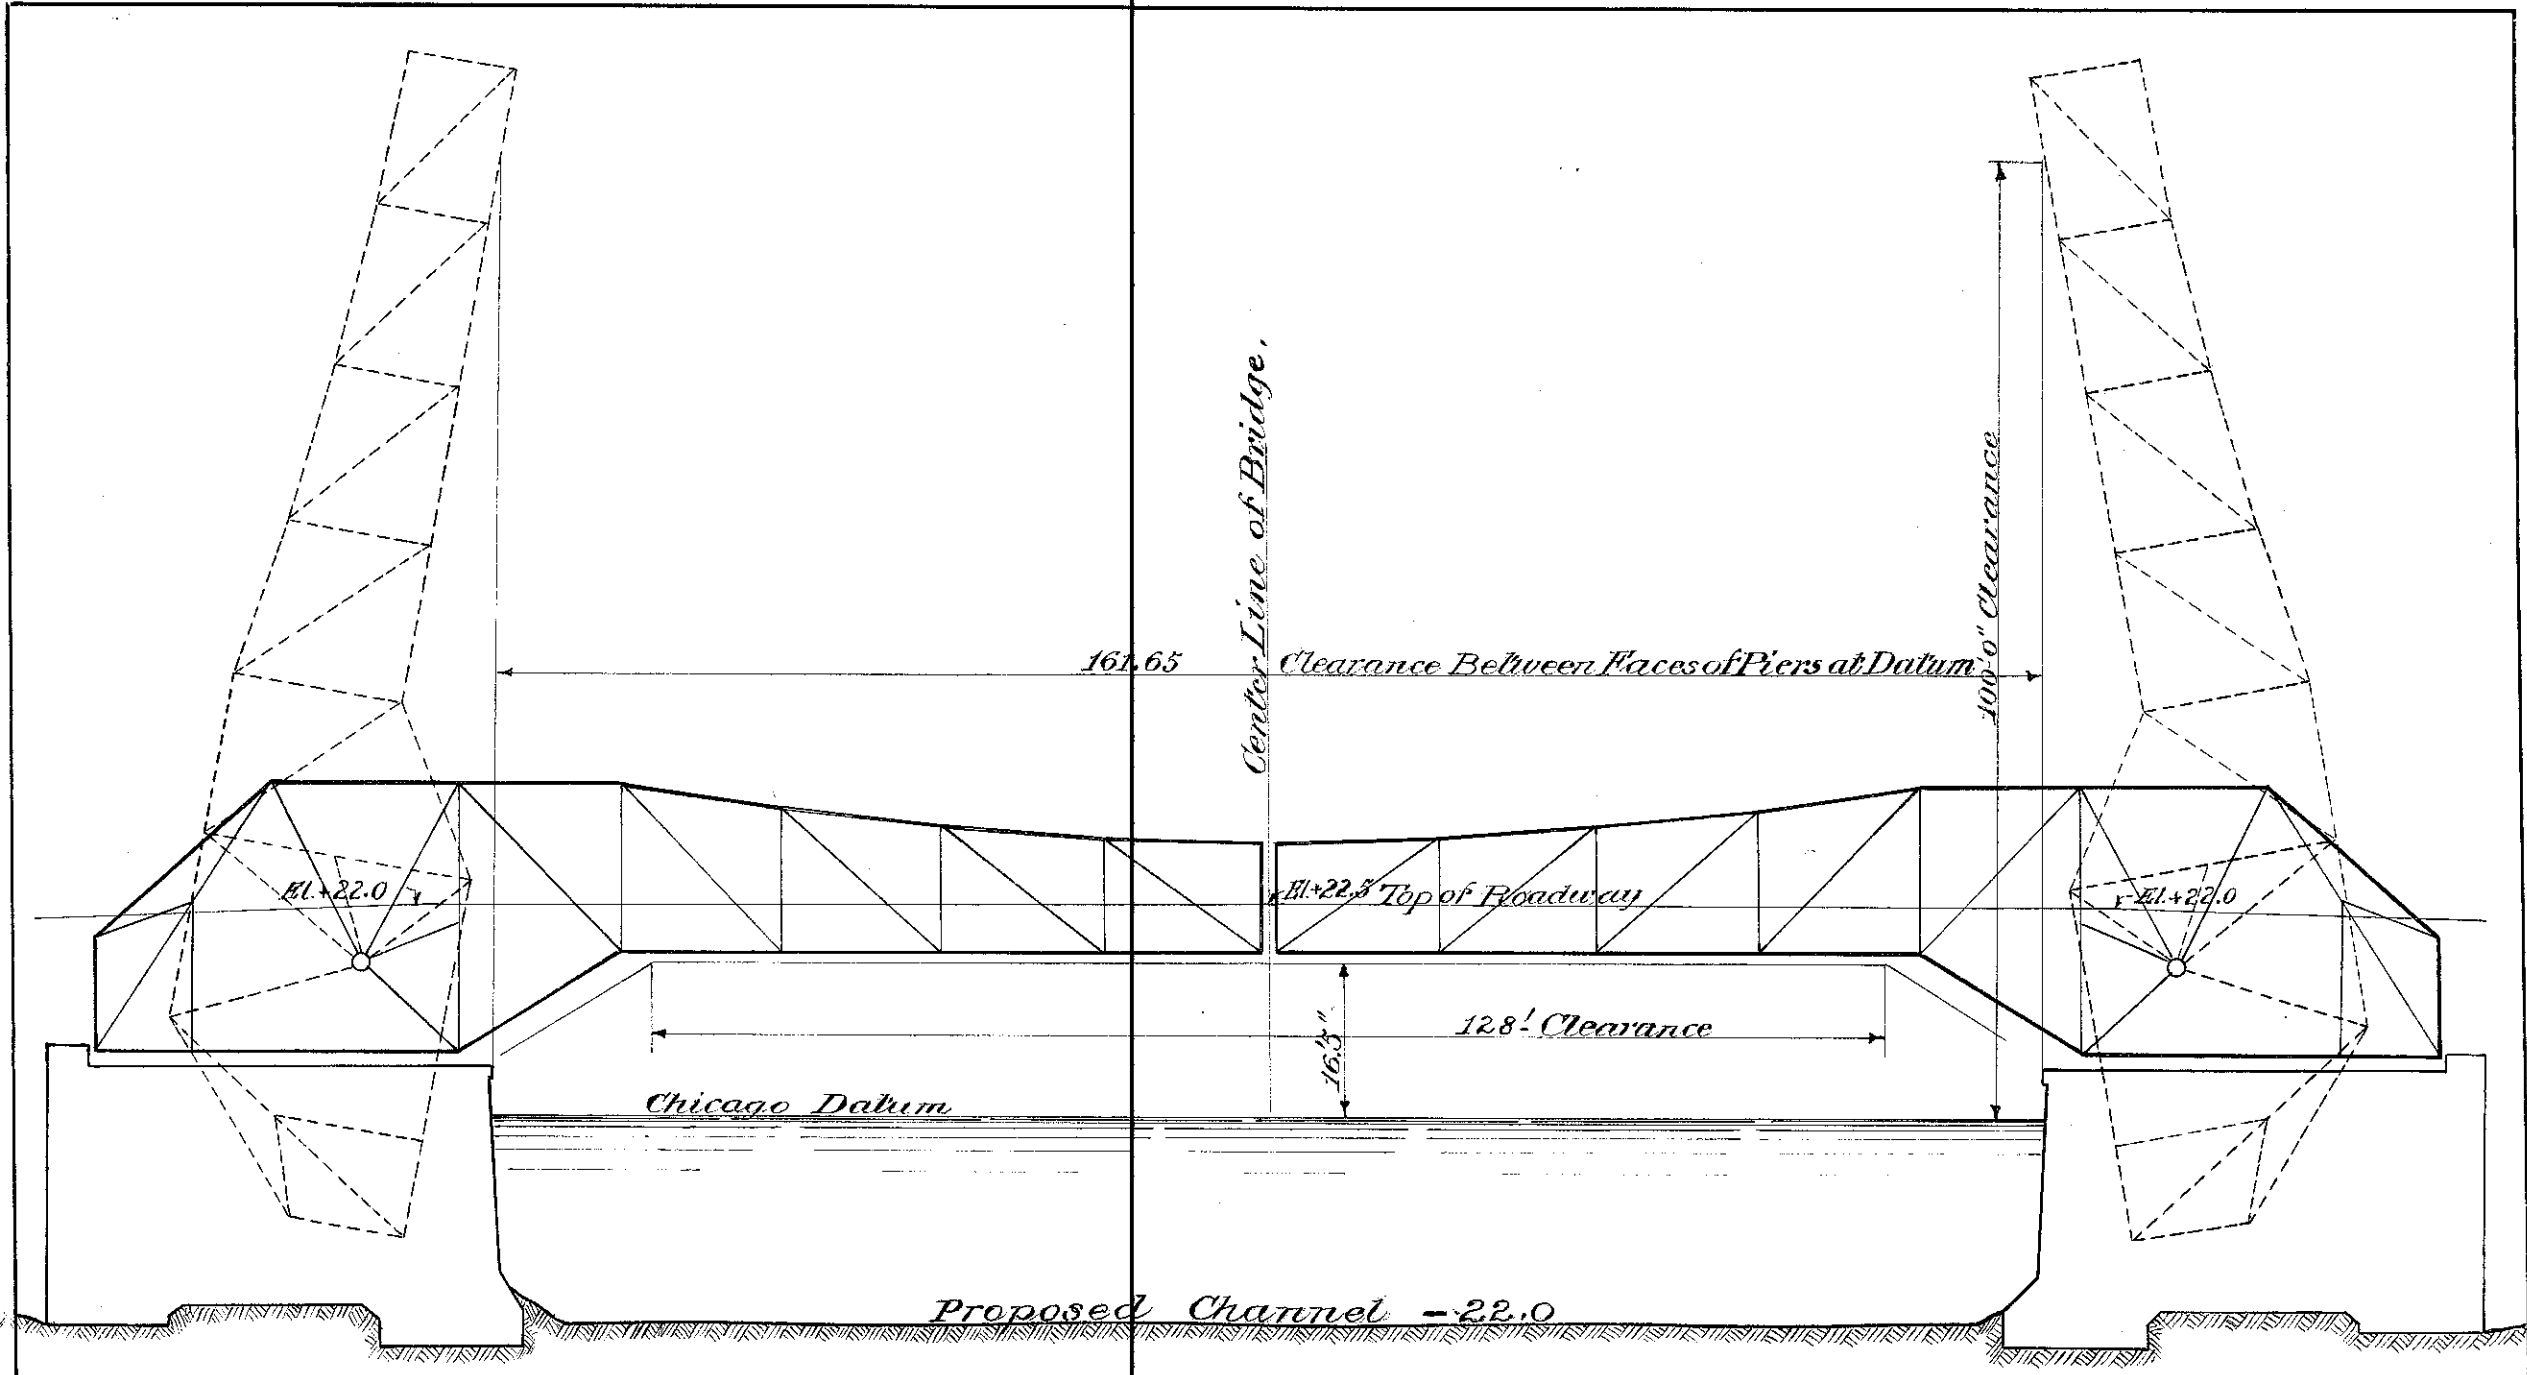 Center Line of Bridge.
100'-0" Clearance
161.65 Clearance Between Faces of Piers at Datum
El.+22.0
El.+22.5 Top of Roadway
El.+22.0
128'- Clearance
16.5"
Chicago Datum
Proposed Channel -22.0